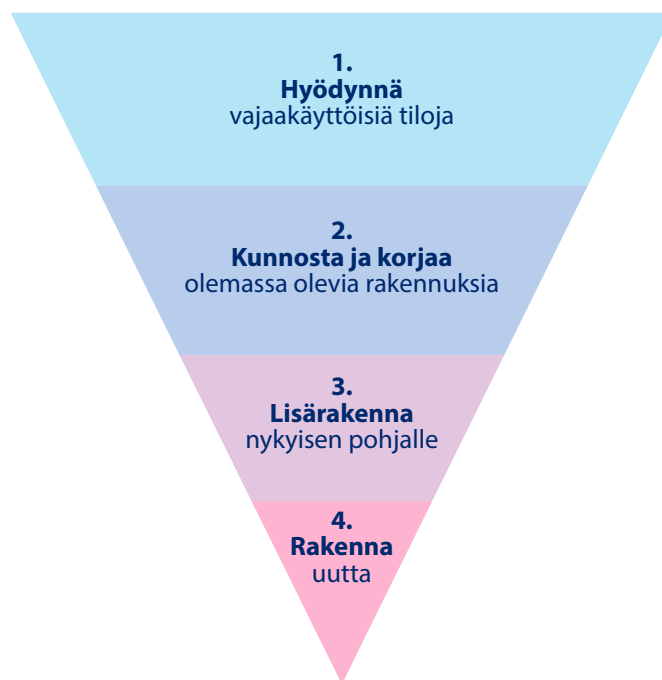 1.
Hyödynnä
vajaakäyttöisiä tiloja
2.
Kunnosta ja korjaa
olemassa olevia rakennuksia
3.
Lisärakenna
nykyisen pohjalle
4.
Rakenna
uutta